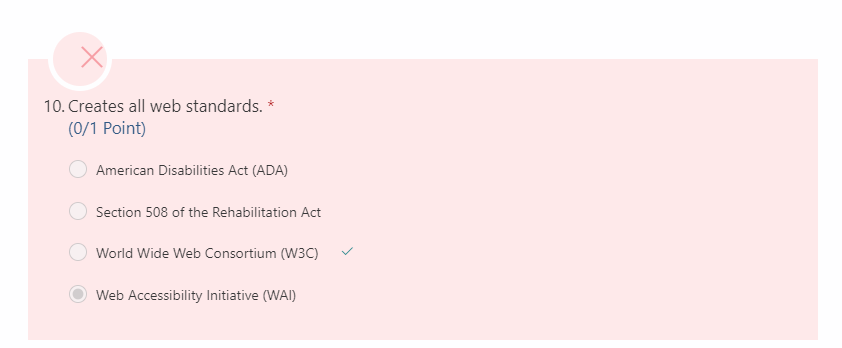 10. Creates all web standards. *
(0/1 Point)
American Disabilities Act (ADA)
Section 508 of the Rehabilitation Act
World Wide Web Consortium (W3C)
Web Accessibility Initiative (WAI)